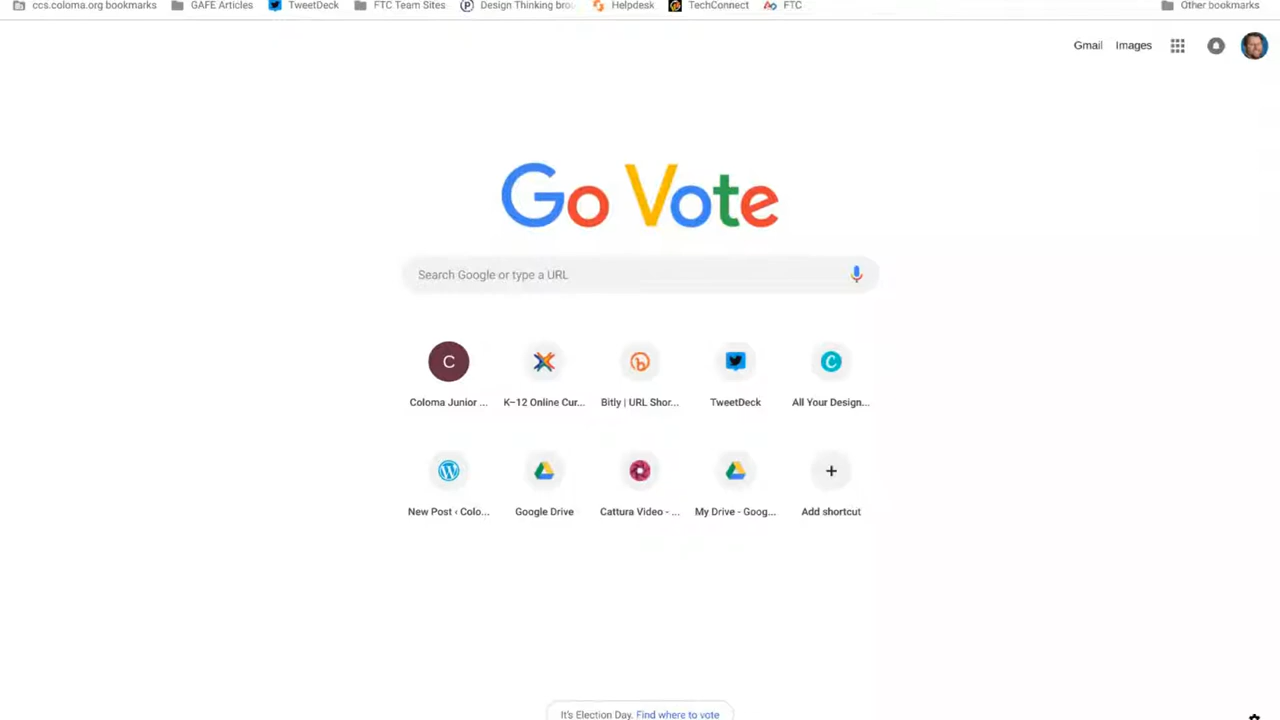 ccs.coloma.org bookmarks GAFE Articles TweetDeck FTC Team Sites Design Thinking bro Helpdesk TechConnect FTC Other bookmarks
Gmail Images
Go Vote
Search Google or type a URL
C
Coloma Junior ... K–12 Online Cur... Bitly | URL Shor... TweetDeck All Your Design...
New Post ‹ Colo... Google Drive Cattura Video - ... My Drive - Goog... Add shortcut
It's Election Day. Find where to vote